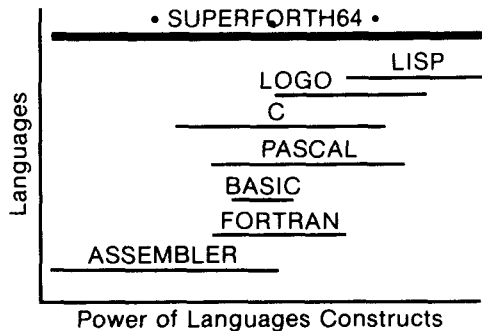 • SUPERFORTH64 •
LISP
LOGO
C
PASCAL
BASIC
FORTRAN
ASSEMBLER
Languages
Power of Languages Constructs